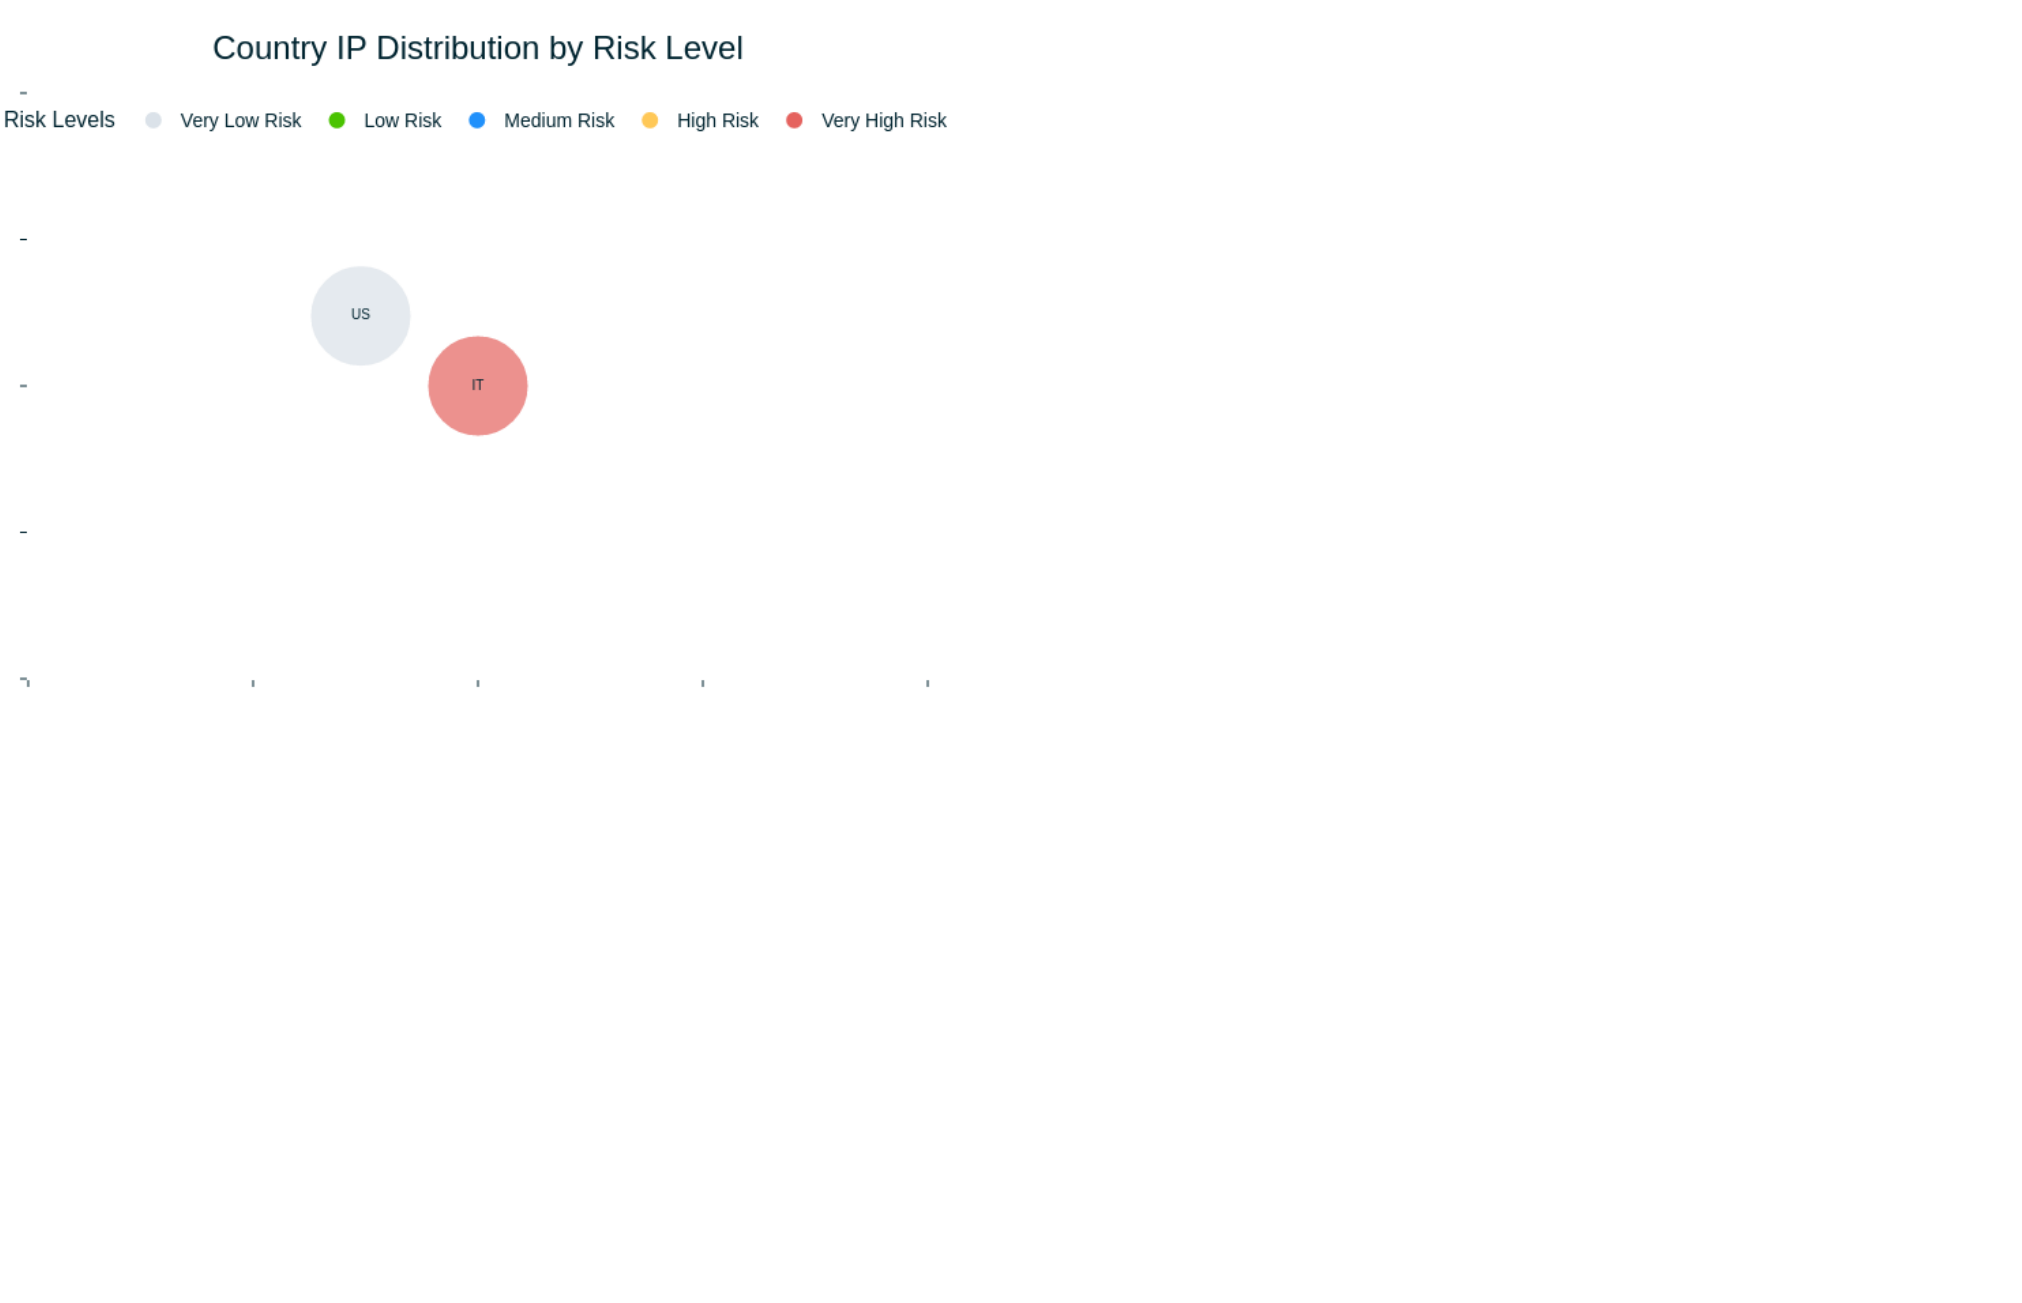 Country IP Distribution by Risk Level
Risk Levels Very Low Risk Low Risk Medium Risk High Risk Very High Risk
US
IT